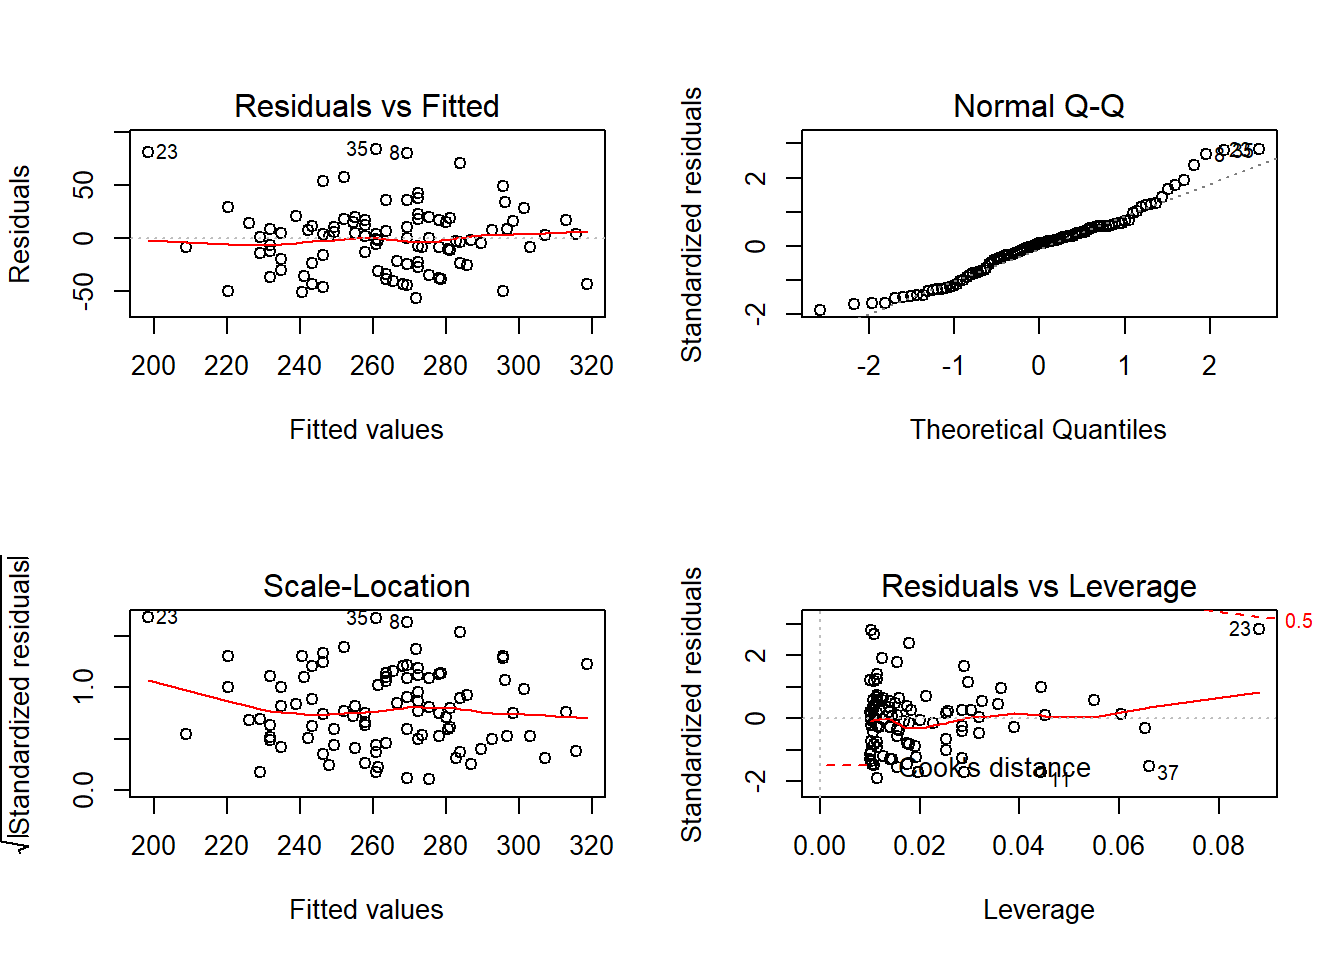 Residuals vs Fitted
Residuals
50
0
-50
23
35
8
200 220 240 260 280 300 320
Fitted values
Normal Q-Q
Standardized residuals
2
0
-2
8 23 35
-2 -1 0 1 2
Theoretical Quantiles
Scale-Location
√|Standardized residuals|
1.0
0.0
23
35
8
200 220 240 260 280 300 320
Fitted values
Residuals vs Leverage
Standardized residuals
2
0
-2
0.5
23
Cook's distance
11
37
0.00 0.02 0.04 0.06 0.08
Leverage